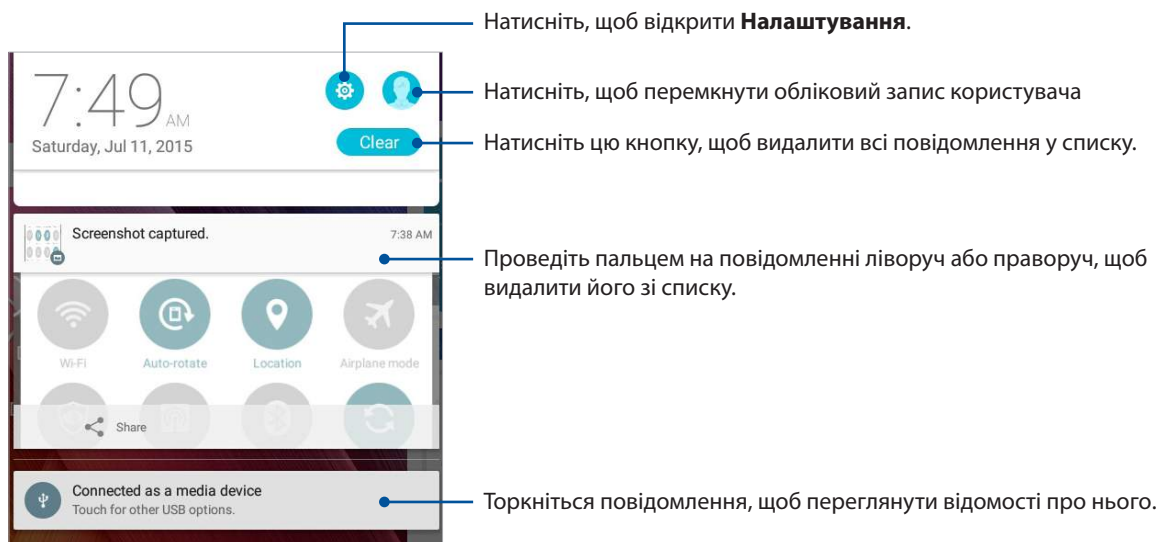 Натисніть, щоб відкрити Налаштування.
7:49 AM
Saturday, Jul 11, 2015
Натисніть, щоб перемкнути обліковий запис користувача
Clear
Натисніть цю кнопку, щоб видалити всі повідомлення у списку.
Screenshot captured.
7:38 AM
Проведіть пальцем на повідомленні ліворуч або праворуч, щоб
видалити його зі списку.
Wi-Fi
Auto-rotate
Location
Airplane mode
Share
Connected as a media device
Touch for other USB options.
Торкніться повідомлення, щоб переглянути відомості про нього.